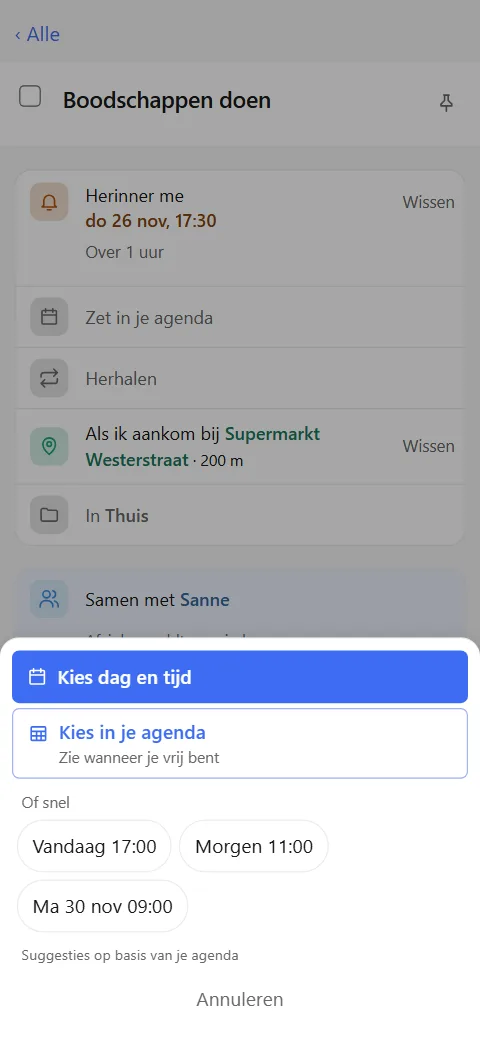 ‹ Alle
Boodschappen doen
Herinner me
do 26 nov, 17:30
Over 1 uur
Wissen
Zet in je agenda
Herhalen
Als ik aankom bij Supermarkt
Westerstraat · 200 m
Wissen
In Thuis
Samen met Sanne
Kies dag en tijd
Kies in je agenda
Zie wanneer je vrij bent
Of snel
Vandaag 17:00
Morgen 11:00
Ma 30 nov 09:00
Suggesties op basis van je agenda
Annuleren